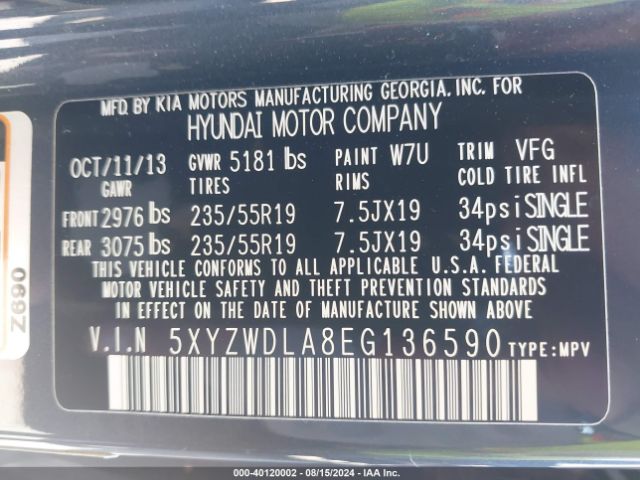 MFD. BY KIA MOTORS MANUFACTURING GEORGIA, INC. FOR
HYUNDAI MOTOR COMPANY
OCT/11/13 GVWR 5181 lbs PAINT W7U TRIM VFG
GAWR TIRES RIMS COLD TIRE INFL
FRONT 2976 lbs 235/55R19 7.5JX19 34psi SINGLE
REAR 3075 lbs 235/55R19 7.5JX19 34psi SINGLE
THIS VEHICLE CONFORMS TO ALL APPLICABLE U.S.A. FEDERAL
MOTOR VEHICLE SAFETY AND THEFT PREVENTION STANDARDS
IN EFFECT ON THE DATE OF MANUFACTURE SHOWN ABOVE.
V.I.N 5XYZWDLA8EG136590 TYPE:MPV
Z690
000-40120002 - 08/15/2024 - IAA Inc.